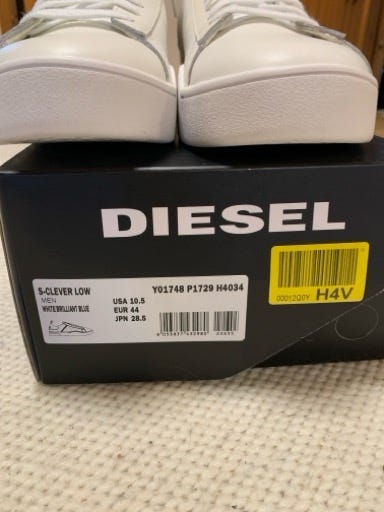 DIESEL
S-CLEVER LOW
MEN
WHITE/BRILLIANT BLUE
USA 10.5
EUR 44
JPN 28.5
Y01748 P1729 H4034
00012Q0Y H4V